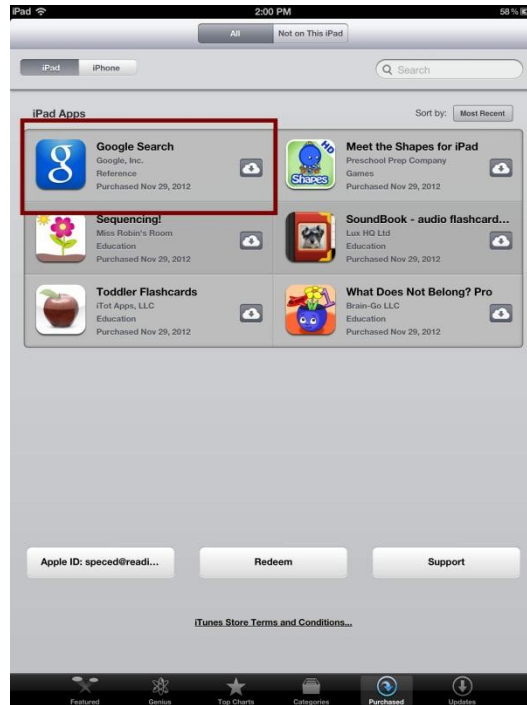 iPad 2:00 PM 58%
All Not on This iPad
iPad iPhone Search
iPad Apps Sort by: Most Recent
Google Search
Google, Inc.
Reference
Purchased Nov 29, 2012
Meet the Shapes for iPad
Preschool Prep Company
Games
Purchased Nov 29, 2012
g
HD
Shapes
Sequencing!
Miss Robin's Room
Education
Purchased Nov 29, 2012
SoundBook - audio flashcard...
Lux HQ Ltd
Education
Purchased Nov 29, 2012
Toddler Flashcards
iTot Apps, LLC
Education
Purchased Nov 29, 2012
What Does Not Belong? Pro
Brain-Go LLC
Education
Purchased Nov 29, 2012
Apple ID: speced@readi... Redeem Support
iTunes Store Terms and Conditions...
Featured Genius Top Charts Categories Purchased Updates